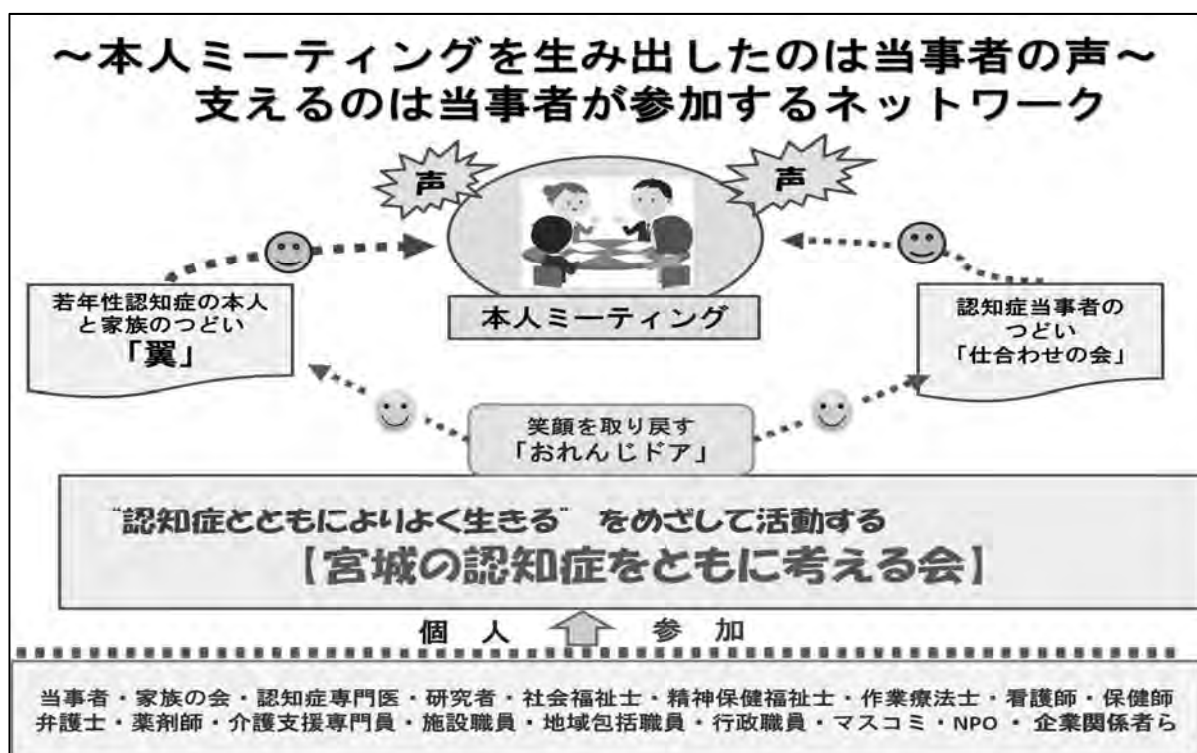 ～本人ミーティングを生み出したのは当事者の声～
支えるのは当事者が参加するネットワーク
声
声
本人ミーティング
若年性認知症の本人
と家族のつどい
「翼」
認知症当事者の
つどい
「仕合わせの会」
笑顔を取り戻す
「おれんじドア」
"認知症とともによりよく生きる" をめざして活動する
【宮城の認知症をともに考える会】
個人 参加
当事者・家族の会・認知症専門医・研究者・社会福祉士・精神保健福祉士・作業療法士・看護師・保健師
弁護士・薬剤師・介護支援専門員・施設職員・地域包括職員・行政職員・マスコミ・NPO・企業関係者ら